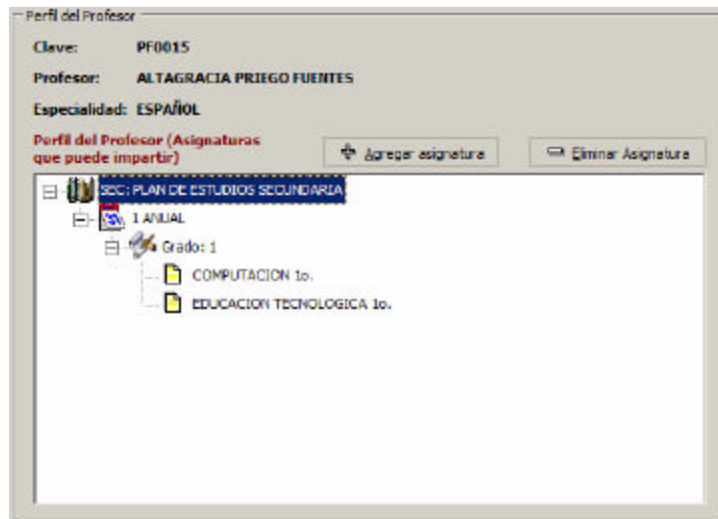 Perfil del Profesor
Clave: PF0015
Profesor: ALTAGRACIA PRIEGO FUENTES
Especialidad: ESPAÑOL
Perfil del Profesor (Asignaturas
que puede impartir)
Agregar asignatura
Eliminar Asignatura
SEC: PLAN DE ESTUDIOS SECUNDARIA
1 ANUAL
Grado: 1
COMPUTACION 1o.
EDUCACION TECNOLOGICA 1o.